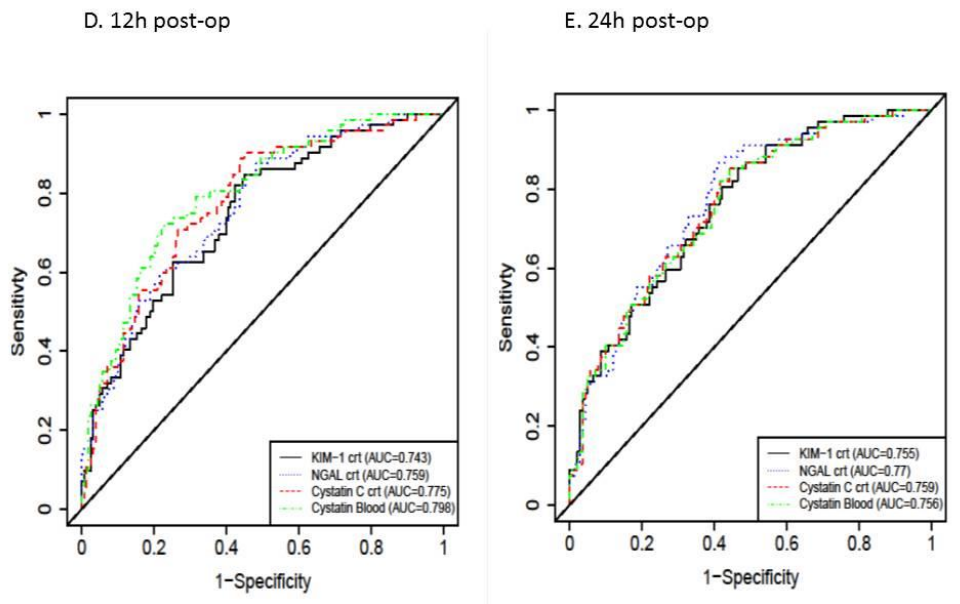 D. 12h post-op
E. 24h post-op
Sensitivty
1
0.8
0.6
0.4
0.2
0
KIM-1 crt (AUC=0.743)
NGAL crt (AUC=0.759)
Cystatin C crt (AUC=0.775)
Cystatin Blood (AUC=0.798)
0 0.2 0.4 0.6 0.8 1
1-Specificity
Sensitivty
1
0.8
0.6
0.4
0.2
0
KIM-1 crt (AUC=0.755)
NGAL crt (AUC=0.77)
Cystatin C crt (AUC=0.759)
Cystatin Blood (AUC=0.756)
0 0.2 0.4 0.6 0.8 1
1-Specificity